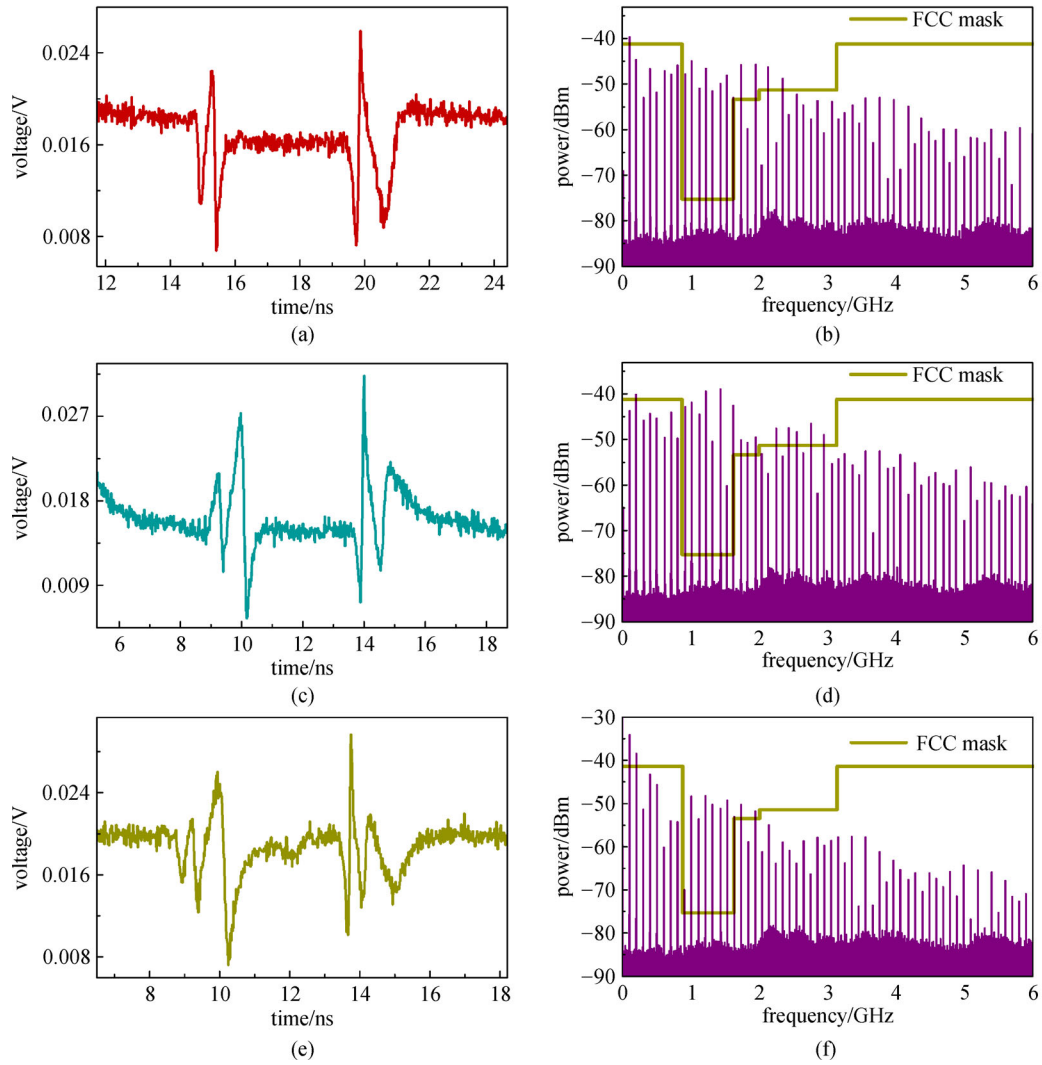 voltage/V
0.024
0.016
0.008
12 14 16 18 20 22 24
time/ns
(a)
power/dBm
−40
−50
−60
−70
−80
−90
FCC mask
0 1 2 3 4 5 6
frequency/GHz
(b)
voltage/V
0.027
0.018
0.009
6 8 10 12 14 16 18
time/ns
(c)
power/dBm
−40
−50
−60
−70
−80
−90
FCC mask
0 1 2 3 4 5 6
frequency/GHz
(d)
voltage/V
0.024
0.016
0.008
8 10 12 14 16 18
time/ns
(e)
power/dBm
−30
−40
−50
−60
−70
−80
−90
FCC mask
0 1 2 3 4 5 6
frequency/GHz
(f)